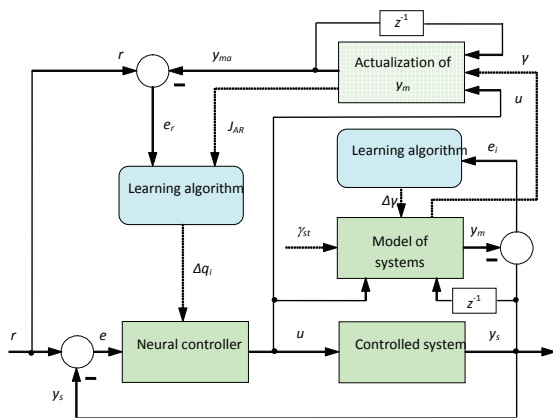 z⁻¹
r
y_ma
Actualization of
y_m
γ
u
e_r
J_AR
Learning algorithm
e_i
Learning algorithm
Δγ
γ_st
Model of
systems
y_m
Δq_i
z⁻¹
r
e
Neural controller
u
Controlled system
y_s
y_s